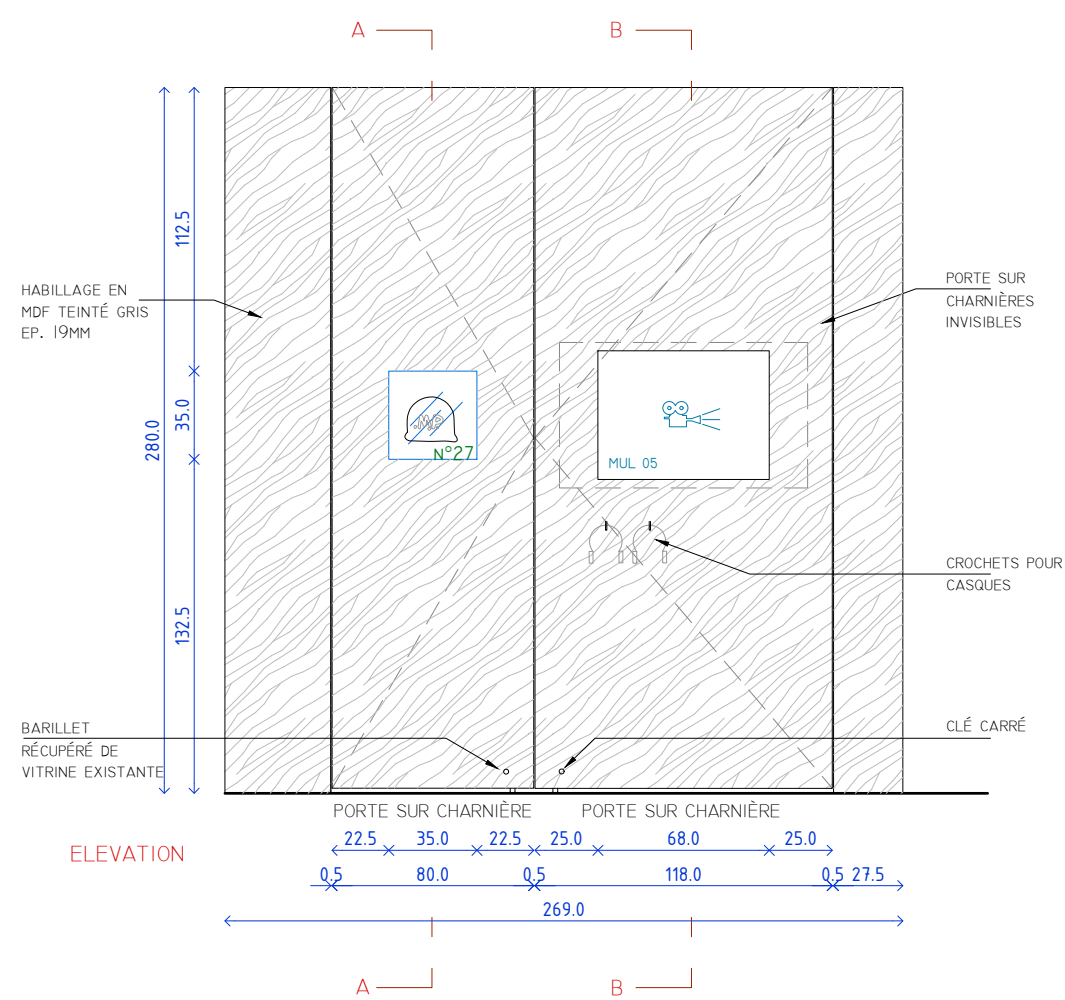 A
B
112.5
HABILLAGE EN
MDF TEINTÉ GRIS
EP. 19MM
PORTE SUR
CHARNIÈRES
INVISIBLES
280.0
35.0
.M.P.
N°27
MUL 05
CROCHETS POUR
CASQUES
132.5
BARILLET
RÉCUPÉRÉ DE
VITRINE EXISTANTE
CLÉ CARRÉ
PORTE SUR CHARNIÈRE
PORTE SUR CHARNIÈRE
22.5 35.0 22.5 25.0 68.0 25.0
ELEVATION
0.5 80.0 0.5 118.0 0.5 27.5
269.0
A
B